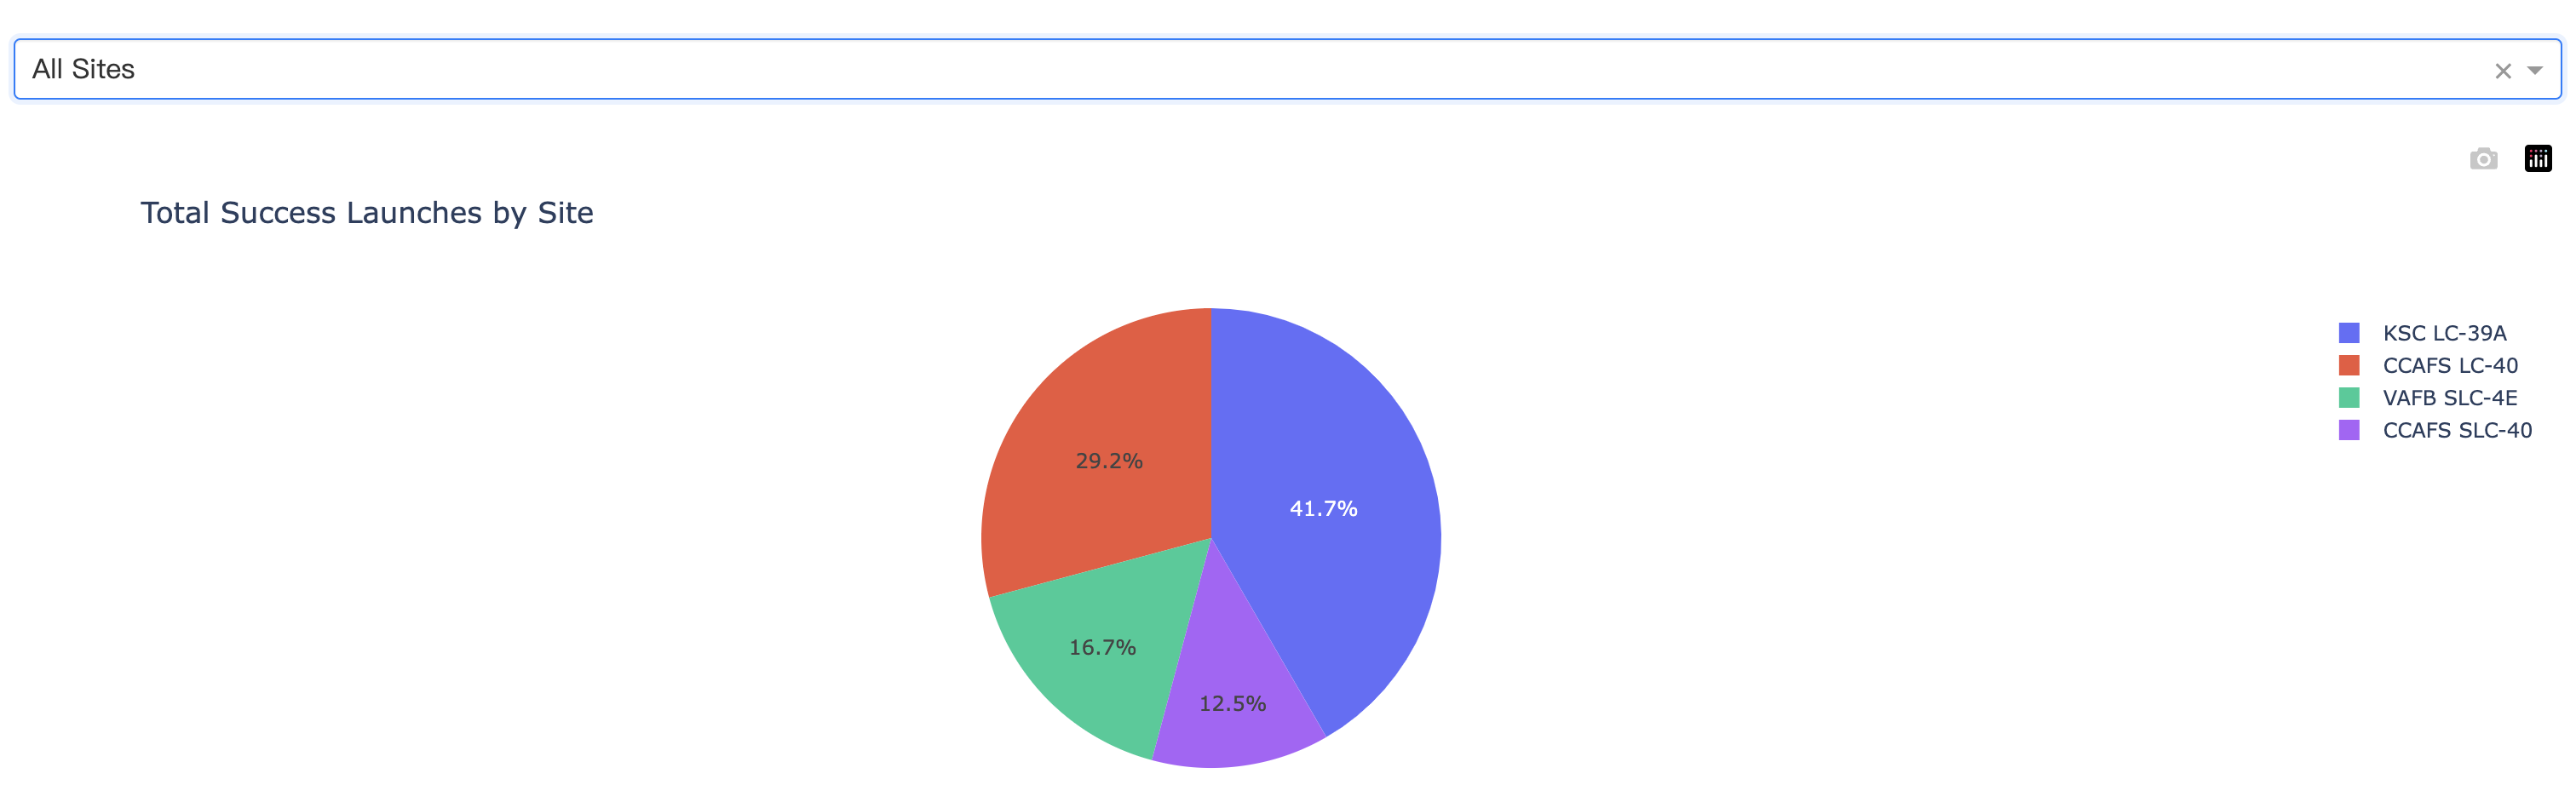 All Sites
Total Success Launches by Site
KSC LC-39A
CCAFS LC-40
VAFB SLC-4E
CCAFS SLC-40
29.2%
41.7%
16.7%
12.5%